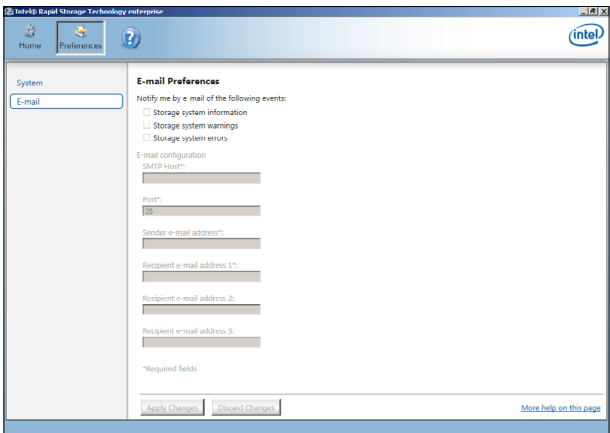 Intel® Rapid Storage Technology enterprise
Home
Preferences
?
intel
System
E-mail
E-mail Preferences
Notify me by e-mail of the following events:
Storage system information
Storage system warnings
Storage system errors
E-mail configuration
SMTP Host*:
Port*:
25
Sender e-mail address*:
Recipient e-mail address 1*:
Recipient e-mail address 2:
Recipient e-mail address 3:
*Required fields
Apply Changes
Discard Changes
More help on this page